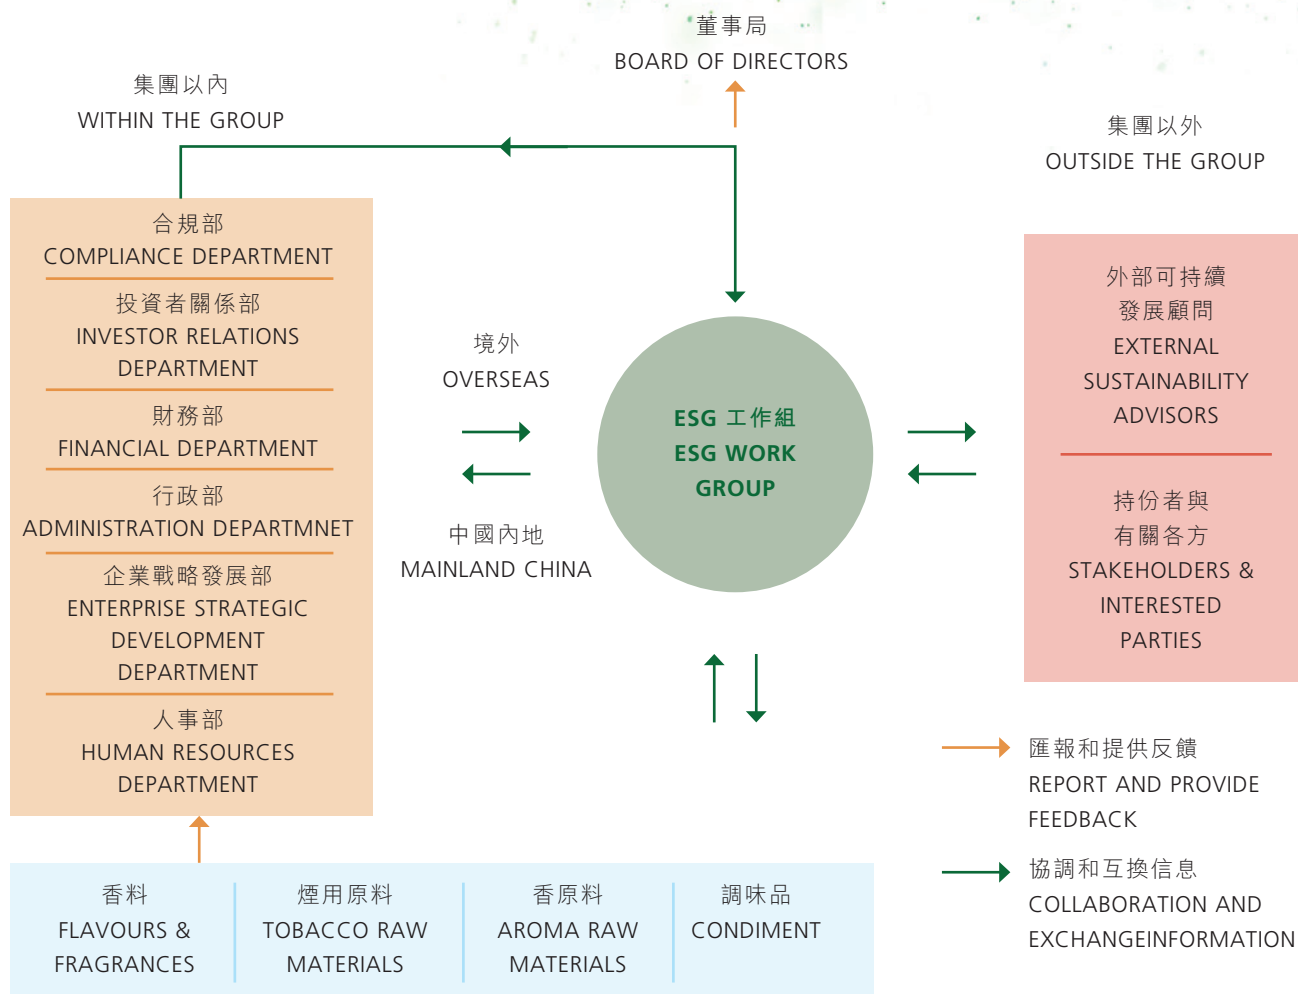 董事局
BOARD OF DIRECTORS
集團以內
WITHIN THE GROUP
集團以外
OUTSIDE THE GROUP
合規部
COMPLIANCE DEPARTMENT
投資者關係部
INVESTOR RELATIONS
DEPARTMENT
財務部
FINANCIAL DEPARTMENT
行政部
ADMINISTRATION DEPARTMNET
企業戰略發展部
ENTERPRISE STRATEGIC
DEVELOPMENT
DEPARTMENT
人事部
HUMAN RESOURCES
DEPARTMENT
境外
OVERSEAS
中國內地
MAINLAND CHINA
ESG 工作組
ESG WORK
GROUP
外部可持續
發展顧問
EXTERNAL
SUSTAINABILITY
ADVISORS
持份者與
有關各方
STAKEHOLDERS &
INTERESTED
PARTIES
匯報和提供反饋
REPORT AND PROVIDE
FEEDBACK
協調和互換信息
COLLABORATION AND
EXCHANGEINFORMATION
香料
FLAVOURS &
FRAGRANCES
煙用原料
TOBACCO RAW
MATERIALS
香原料
AROMA RAW
MATERIALS
調味品
CONDIMENT